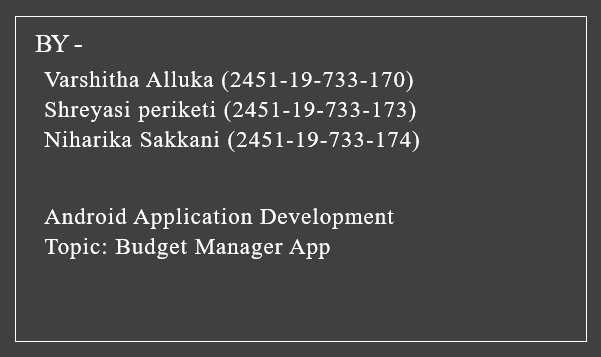 BY -
Varshitha Alluka (2451-19-733-170)
Shreyasi periketi (2451-19-733-173)
Niharika Sakkani (2451-19-733-174)
Android Application Development
Topic: Budget Manager App